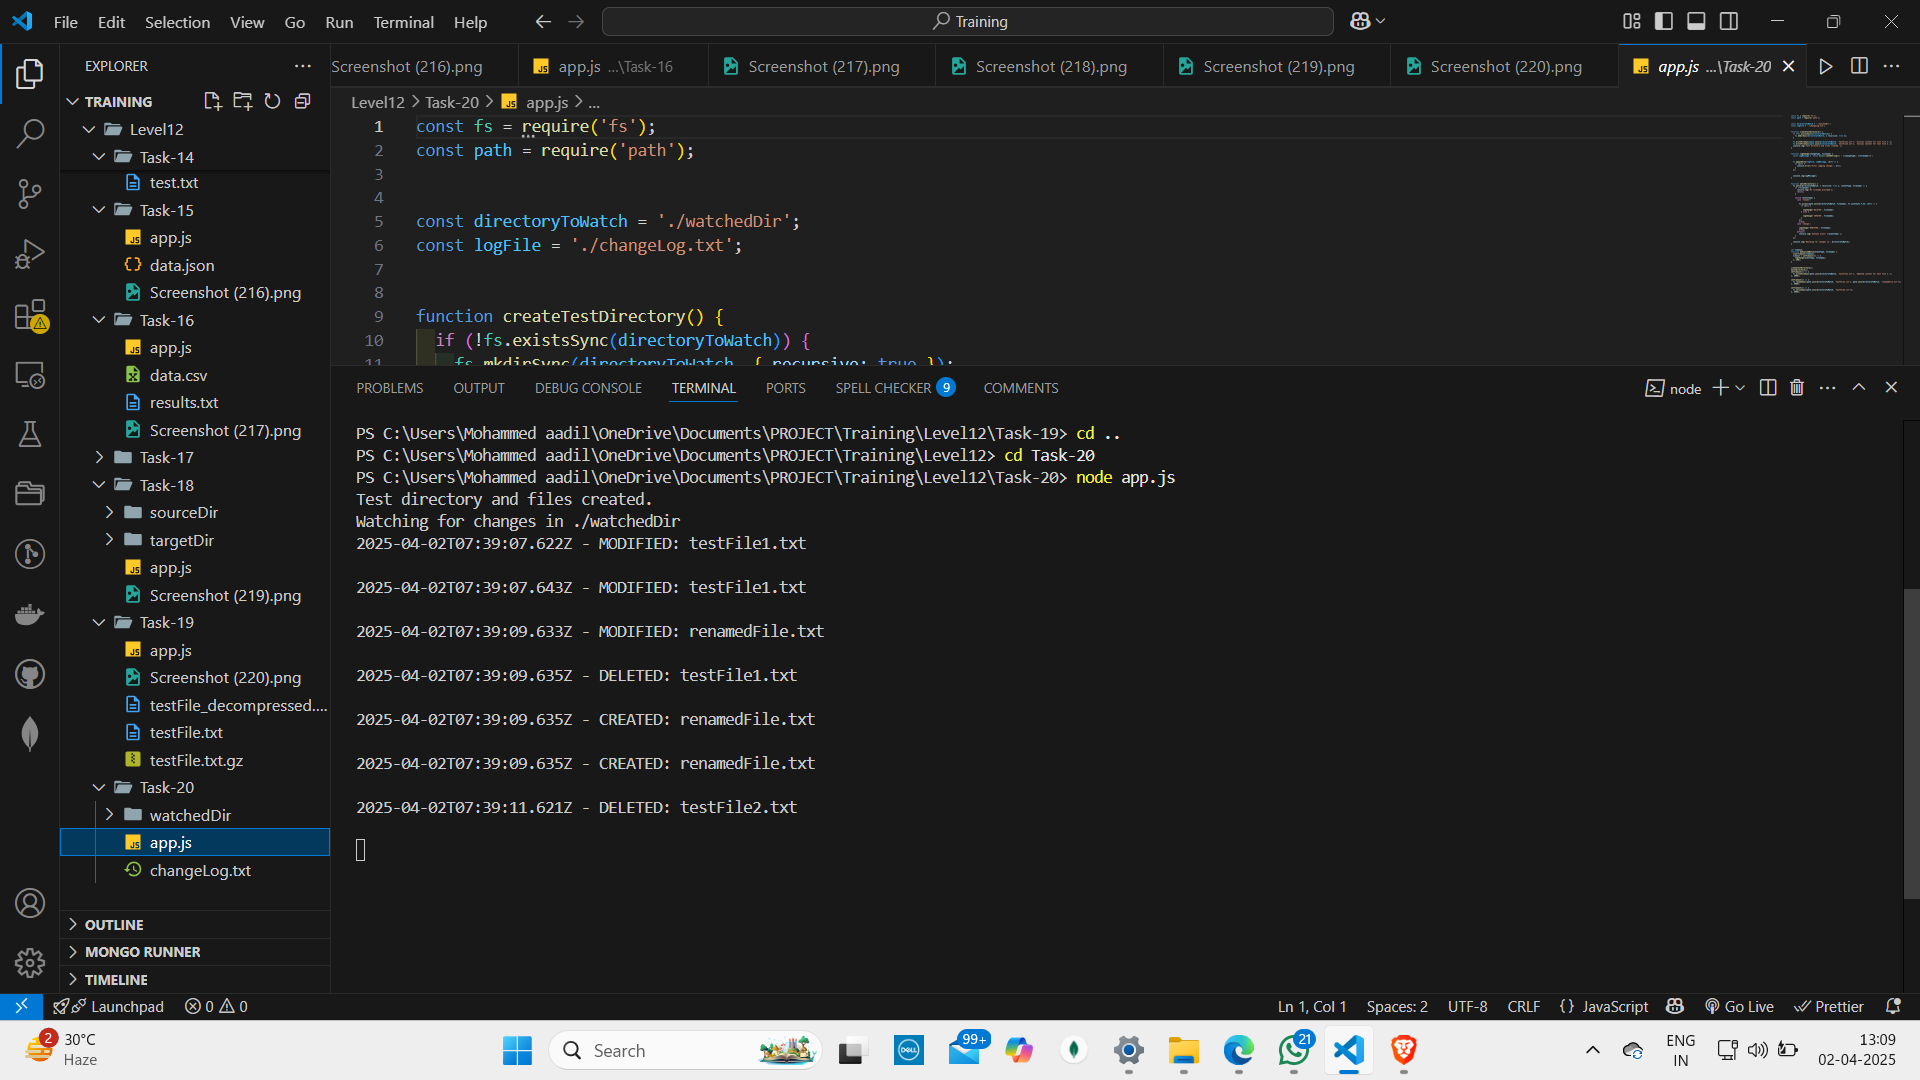 File Edit Selection View Go Run Terminal Help
Training
EXPLORER
Screenshot (216).png
app.js ...\Task-16
Screenshot (217).png
Screenshot (218).png
Screenshot (219).png
Screenshot (220).png
app.js ...\Task-20
TRAINING
Level12
Task-14
test.txt
Task-15
app.js
data.json
Screenshot (216).png
Task-16
app.js
data.csv
results.txt
Screenshot (217).png
Task-17
Task-18
sourceDir
targetDir
app.js
Screenshot (219).png
Task-19
app.js
Screenshot (220).png
testFile_decompressed....
testFile.txt
testFile.txt.gz
Task-20
watchedDir
app.js
changeLog.txt
OUTLINE
MONGO RUNNER
TIMELINE
Level12 > Task-20 > app.js > ...
1 const fs = require('fs');
2 const path = require('path');
3
4
5 const directoryToWatch = './watchedDir';
6 const logFile = './changeLog.txt';
7
8
9 function createTestDirectory() {
10 if (!fs.existsSync(directoryToWatch)) {
11 fs.mkdirSync(directoryToWatch, { recursive: true });
PROBLEMS OUTPUT DEBUG CONSOLE TERMINAL PORTS SPELL CHECKER 9 COMMENTS
node
PS C:\Users\Mohammed aadil\OneDrive\Documents\PROJECT\Training\Level12\Task-19> cd ..
PS C:\Users\Mohammed aadil\OneDrive\Documents\PROJECT\Training\Level12> cd Task-20
PS C:\Users\Mohammed aadil\OneDrive\Documents\PROJECT\Training\Level12\Task-20> node app.js
Test directory and files created.
Watching for changes in ./watchedDir
2025-04-02T07:39:07.622Z - MODIFIED: testFile1.txt
2025-04-02T07:39:07.643Z - MODIFIED: testFile1.txt
2025-04-02T07:39:09.633Z - MODIFIED: renamedFile.txt
2025-04-02T07:39:09.635Z - DELETED: testFile1.txt
2025-04-02T07:39:09.635Z - CREATED: renamedFile.txt
2025-04-02T07:39:09.635Z - CREATED: renamedFile.txt
2025-04-02T07:39:11.621Z - DELETED: testFile2.txt
Launchpad 0 0
Ln 1, Col 1 Spaces: 2 UTF-8 CRLF {} JavaScript Go Live Prettier
2
30°C
Haze
Search
DELL
99+
21
ENG
IN
13:09
02-04-2025